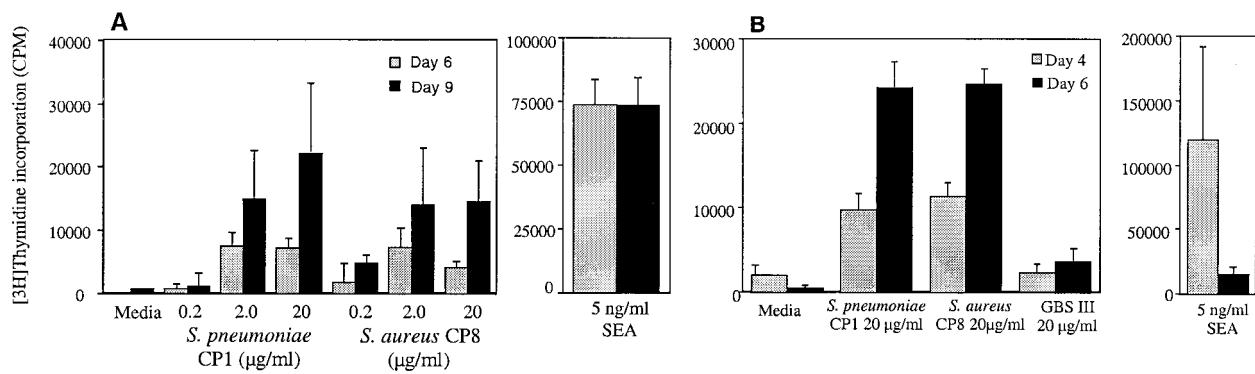 A
[3H]Thymidine incorporation (CPM)
40000
30000
20000
10000
0
Day 6
Day 9
Media
0.2 2.0 20 0.2 2.0 20
S. pneumoniae S. aureus CP8
CP1 (µg/ml) (µg/ml)
100000
75000
50000
25000
0
5 ng/ml
SEA
B
30000
20000
10000
0
Day 4
Day 6
Media
S. pneumoniae
CP1 20 µg/ml
S. aureus
CP8 20µg/ml
GBS III
20 µg/ml
200000
150000
100000
50000
0
5 ng/ml
SEA